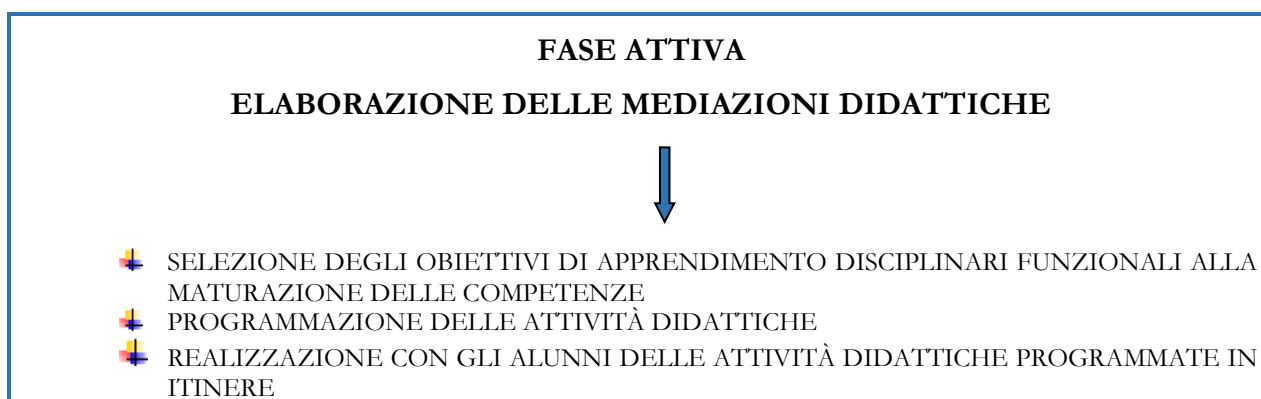 FASE ATTIVA
ELABORAZIONE DELLE MEDIAZIONI DIDATTICHE
SELEZIONE DEGLI OBIETTIVI DI APPRENDIMENTO DISCIPLINARI FUNZIONALI ALLA
MATURAZIONE DELLE COMPETENZE
PROGRAMMAZIONE DELLE ATTIVITÀ DIDATTICHE
REALIZZAZIONE CON GLI ALUNNI DELLE ATTIVITÀ DIDATTICHE PROGRAMMATE IN
ITINERE